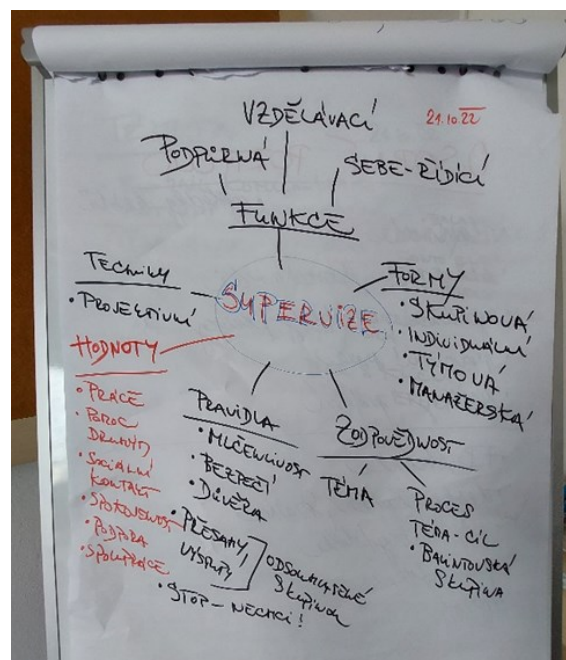 21.10.22
VZDĚLÁVACÍ
PODPŮRNÁ
SEBE-ŘÍDÍCÍ
FUNKCE
SUPERVIZE
TECHNIKY
• PROJEKTIVNÍ
FORMY
• SKUPINOVÁ
• INDIVIDUÁLNÍ
• TÝMOVÁ
• MANAŽERSKÁ
HODNOTY
• PRÁCE
• POMOC
DRUHÝM
• SOCIÁLNÍ
KONTAKT
• SPOKOJENOST
• PODPORA
• SPOLUPRÁCE
PRAVIDLA
• MLČENLIVOST
• BEZPEČÍ
• DŮVĚRA
• PŘESAHY/
VÝSTUPY
ODSOUHLASENÉ
SKUPINOU
• STOP – NECHCI!
ZODPOVĚDNOST
TÉMA
PROCES
TÉMA-CÍL
• BALINTOVSKÁ
SKUPINA